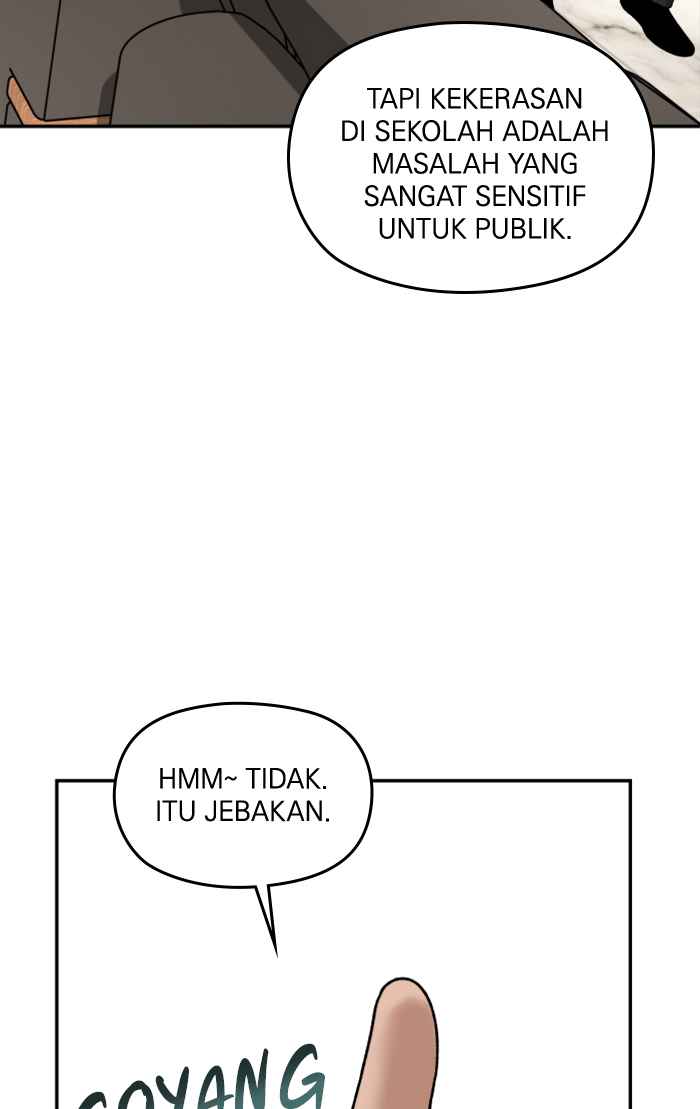 TAPI KEKERASAN
DI SEKOLAH ADALAH
MASALAH YANG
SANGAT SENSITIF
UNTUK PUBLIK.
HMM~ TIDAK.
ITU JEBAKAN.
GOYANG